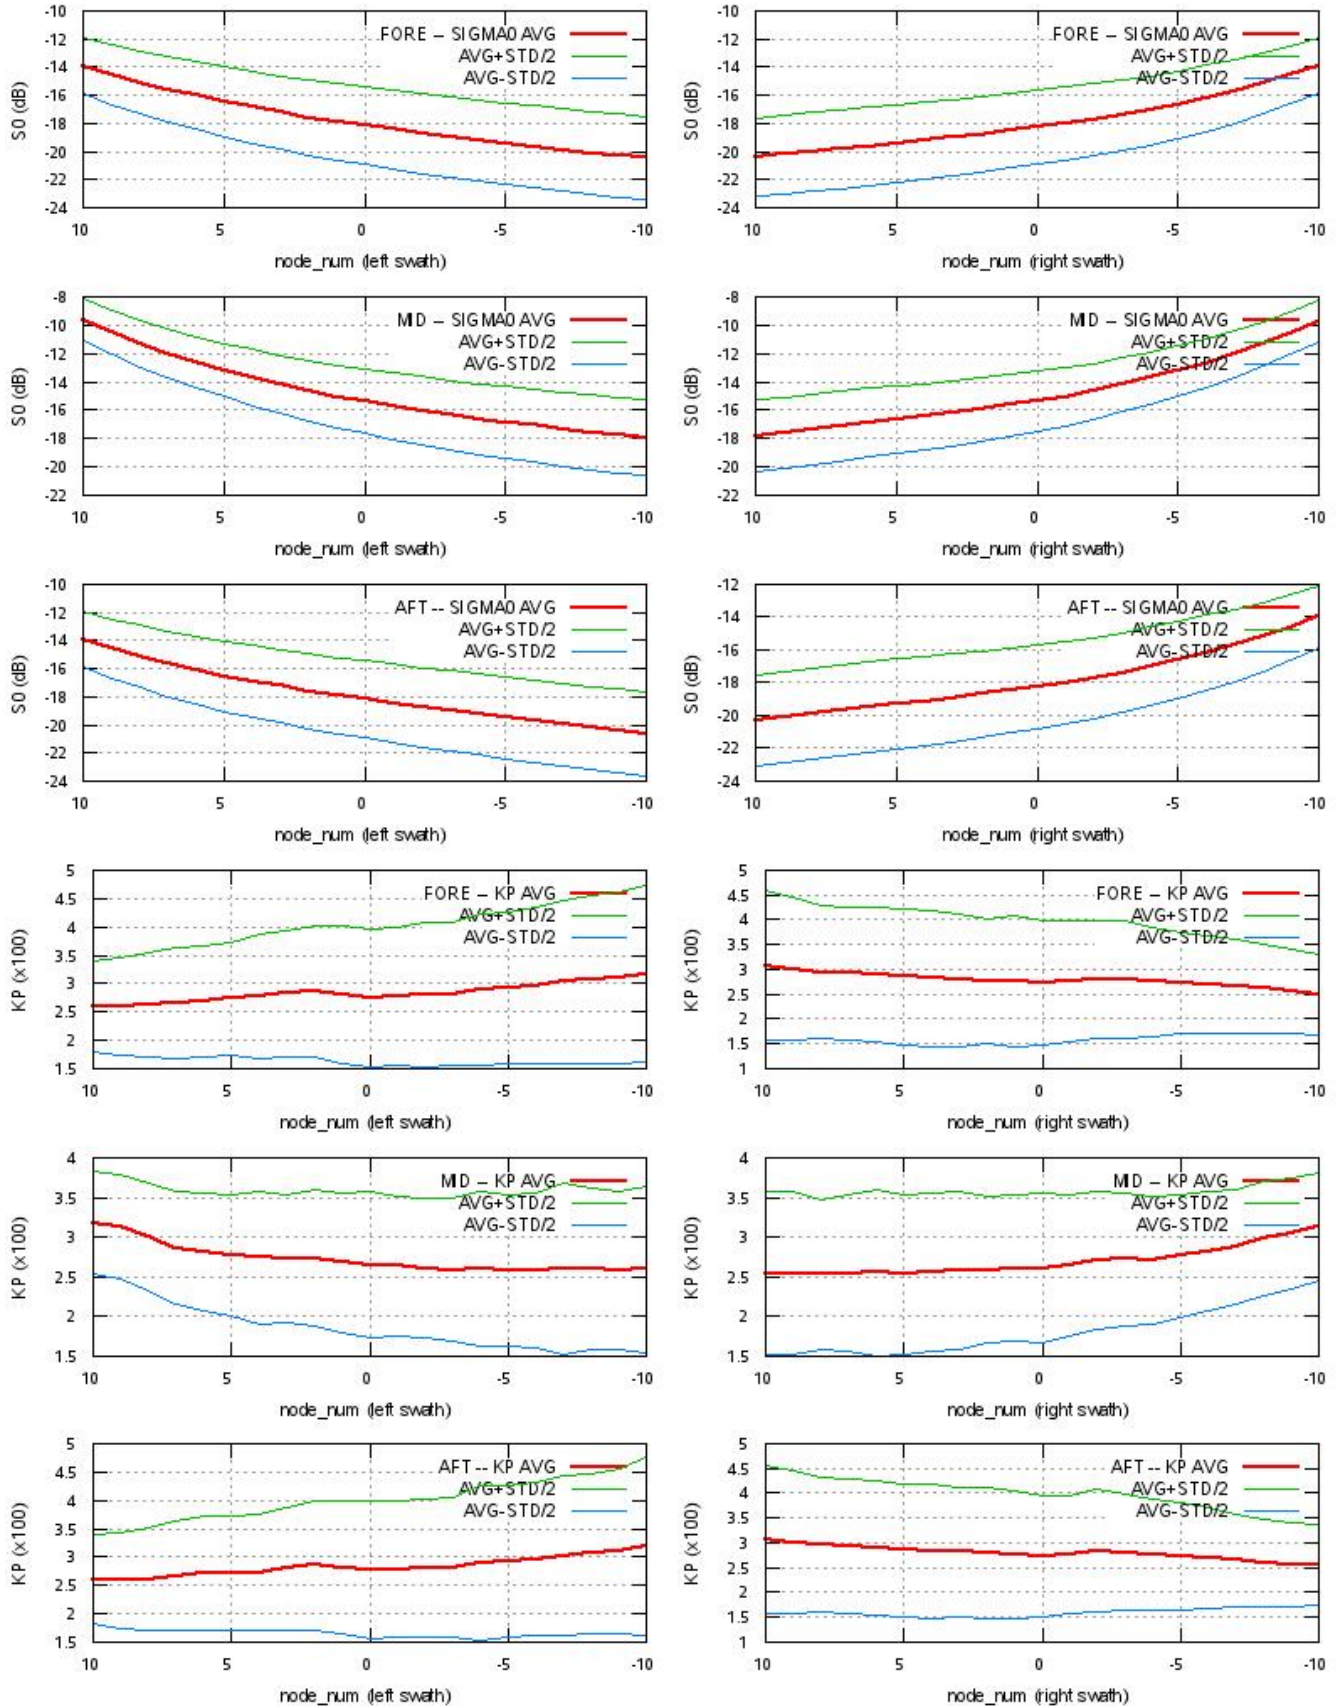 -10
-12
-14
-16
-18
-20
-22
-24
S0 (dB)
FORE -- SIGMA0 AVG
AVG+STD/2
AVG-STD/2
10 5 0 -5 -10
node_num (left swath)
-10
-12
-14
-16
-18
-20
-22
-24
S0 (dB)
FORE -- SIGMA0 AVG
AVG+STD/2
AVG-STD/2
10 5 0 -5 -10
node_num (right swath)
-8
-10
-12
-14
-16
-18
-20
-22
S0 (dB)
MID -- SIGMA0 AVG
AVG+STD/2
AVG-STD/2
10 5 0 -5 -10
node_num (left swath)
-8
-10
-12
-14
-16
-18
-20
-22
S0 (dB)
MID -- SIGMA0 AVG
AVG+STD/2
AVG-STD/2
10 5 0 -5 -10
node_num (right swath)
-10
-12
-14
-16
-18
-20
-22
-24
S0 (dB)
AFT -- SIGMA0 AVG
AVG+STD/2
AVG-STD/2
10 5 0 -5 -10
node_num (left swath)
-12
-14
-16
-18
-20
-22
-24
S0 (dB)
AFT -- SIGMA0 AVG
AVG+STD/2
AVG-STD/2
10 5 0 -5 -10
node_num (right swath)
5
4.5
4
3.5
3
2.5
2
1.5
KP (x100)
FORE -- KP AVG
AVG+STD/2
AVG-STD/2
10 5 0 -5 -10
node_num (left swath)
5
4.5
4
3.5
3
2.5
2
1.5
1
KP (x100)
FORE -- KP AVG
AVG+STD/2
AVG-STD/2
10 5 0 -5 -10
node_num (right swath)
4
3.5
3
2.5
2
1.5
KP (x100)
MID -- KP AVG
AVG+STD/2
AVG-STD/2
10 5 0 -5 -10
node_num (left swath)
4
3.5
3
2.5
2
1.5
KP (x100)
MID -- KP AVG
AVG+STD/2
AVG-STD/2
10 5 0 -5 -10
node_num (right swath)
5
4.5
4
3.5
3
2.5
2
1.5
KP (x100)
AFT -- KP AVG
AVG+STD/2
AVG-STD/2
10 5 0 -5 -10
node_num (left swath)
5
4.5
4
3.5
3
2.5
2
1.5
1
KP (x100)
AFT -- KP AVG
AVG+STD/2
AVG-STD/2
10 5 0 -5 -10
node_num (right swath)